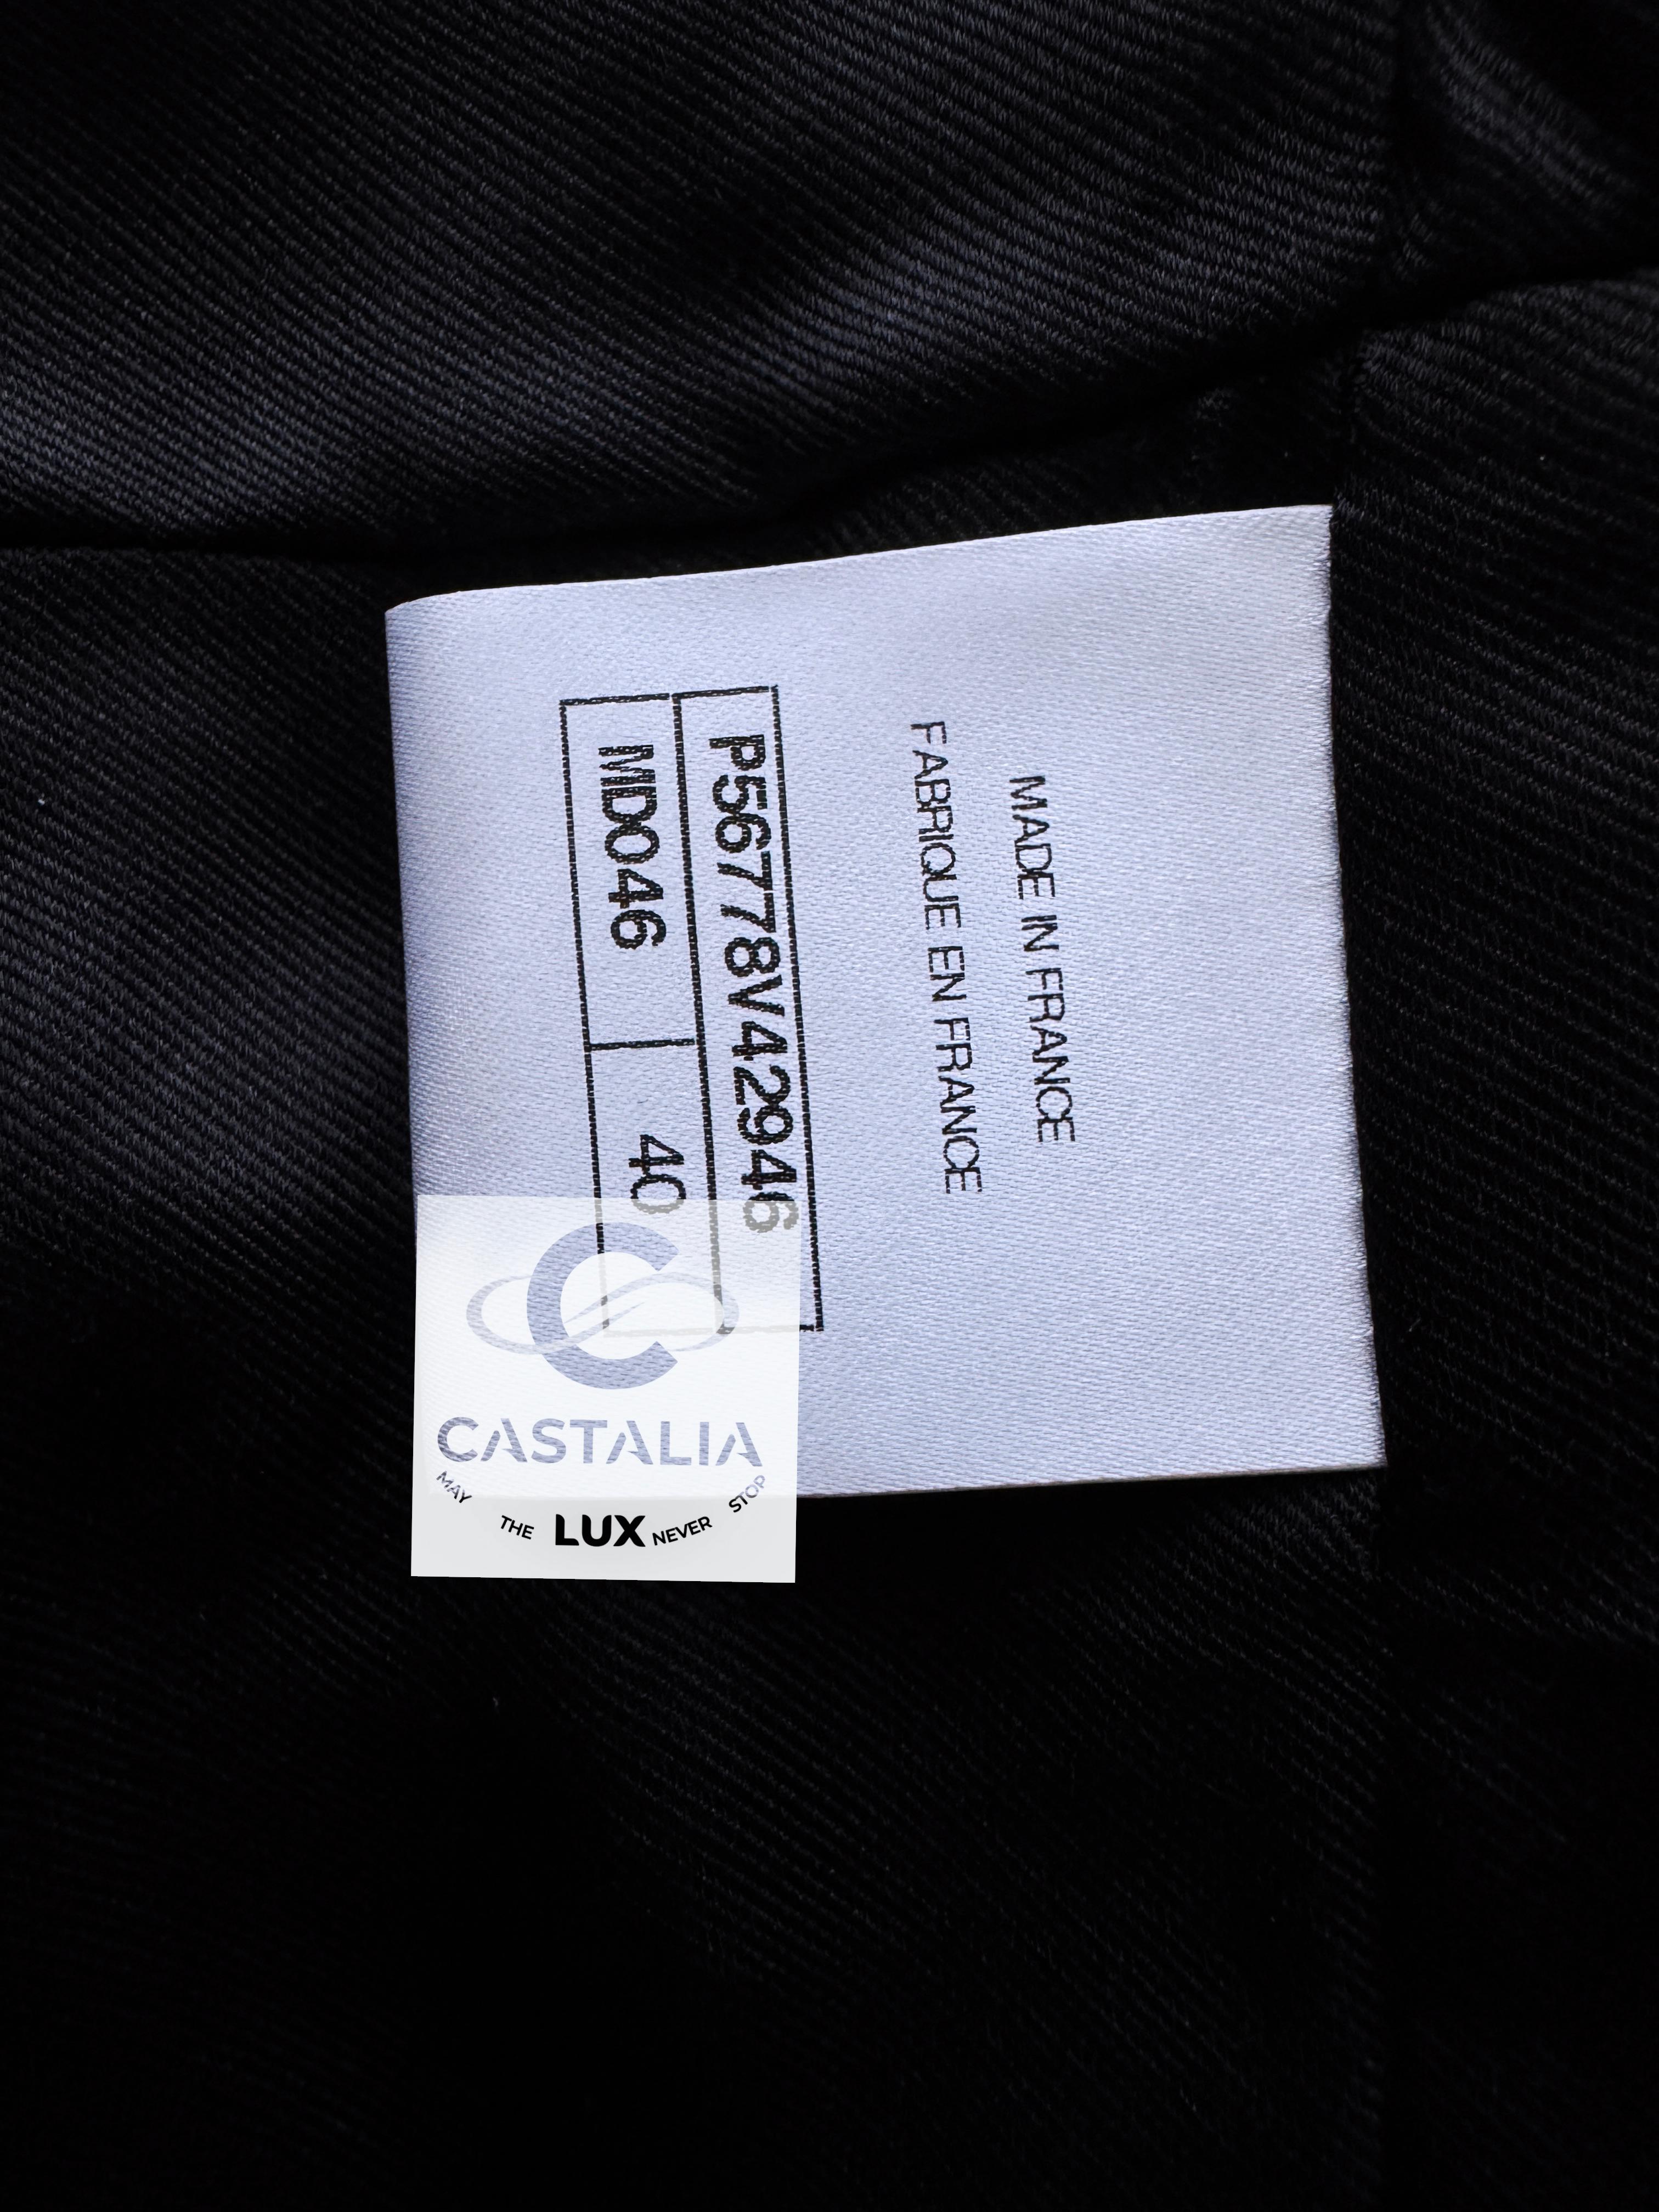 MADE IN FRANCE
FABRIQUE EN FRANCE
P56778V42946
MD046 40
C
CASTALIA
MAY THE LUX NEVER STOP